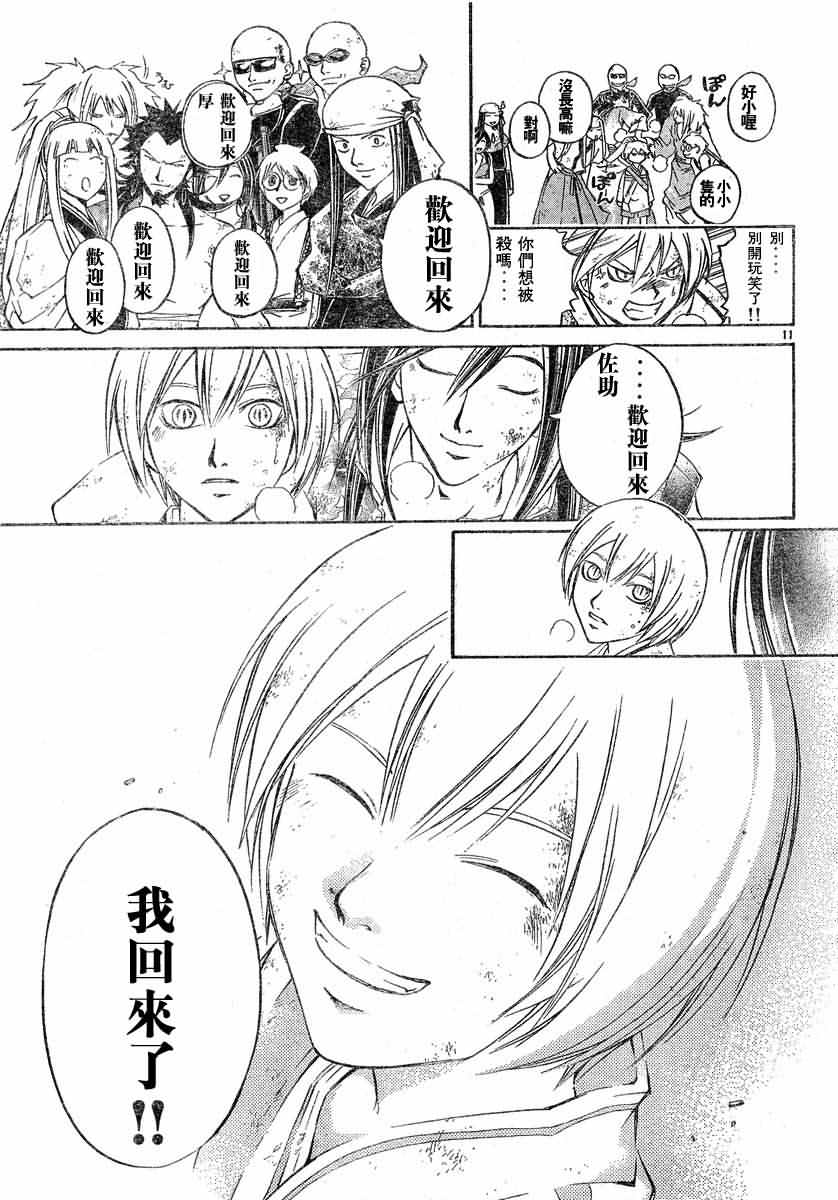 好小喔
ぽん
沒長高嘛
對啊
小小
隻的
ぽん
別‥‥
別開玩笑了!!
你們想被
殺嗎‥‥
11
歡迎回來
歡迎回來
厚
歡迎回來
歡迎回來
歡迎回來
‥‥歡迎回來
佐助
我回來了!!